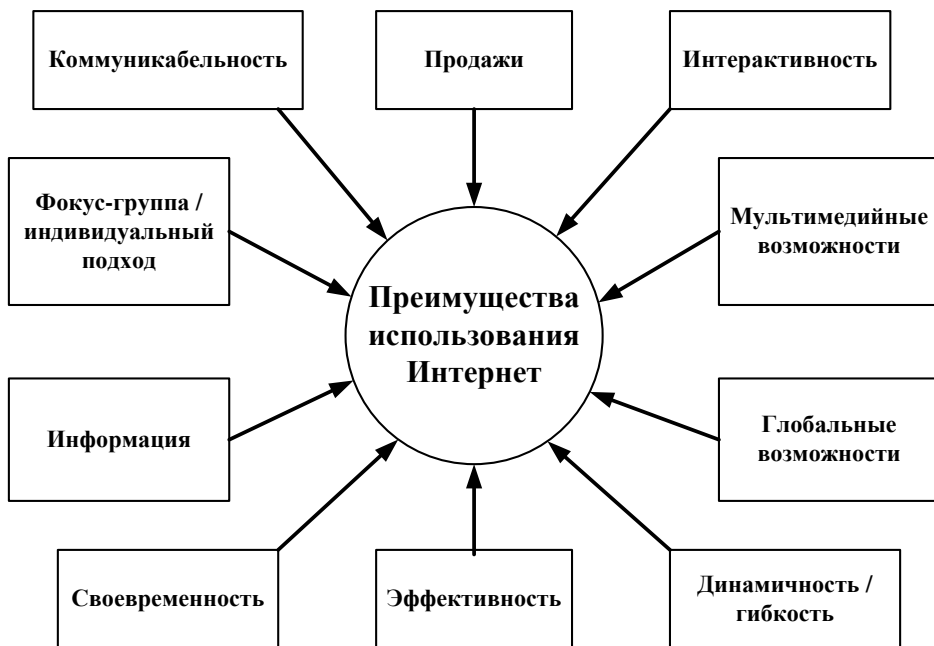 Коммуникабельность
Продажи
Интерактивность
Фокус-группа /
индивидуальный
подход
Мультимедийные
возможности
Преимущества
использования
Интернет
Информация
Глобальные
возможности
Своевременность
Эффективность
Динамичность /
гибкость